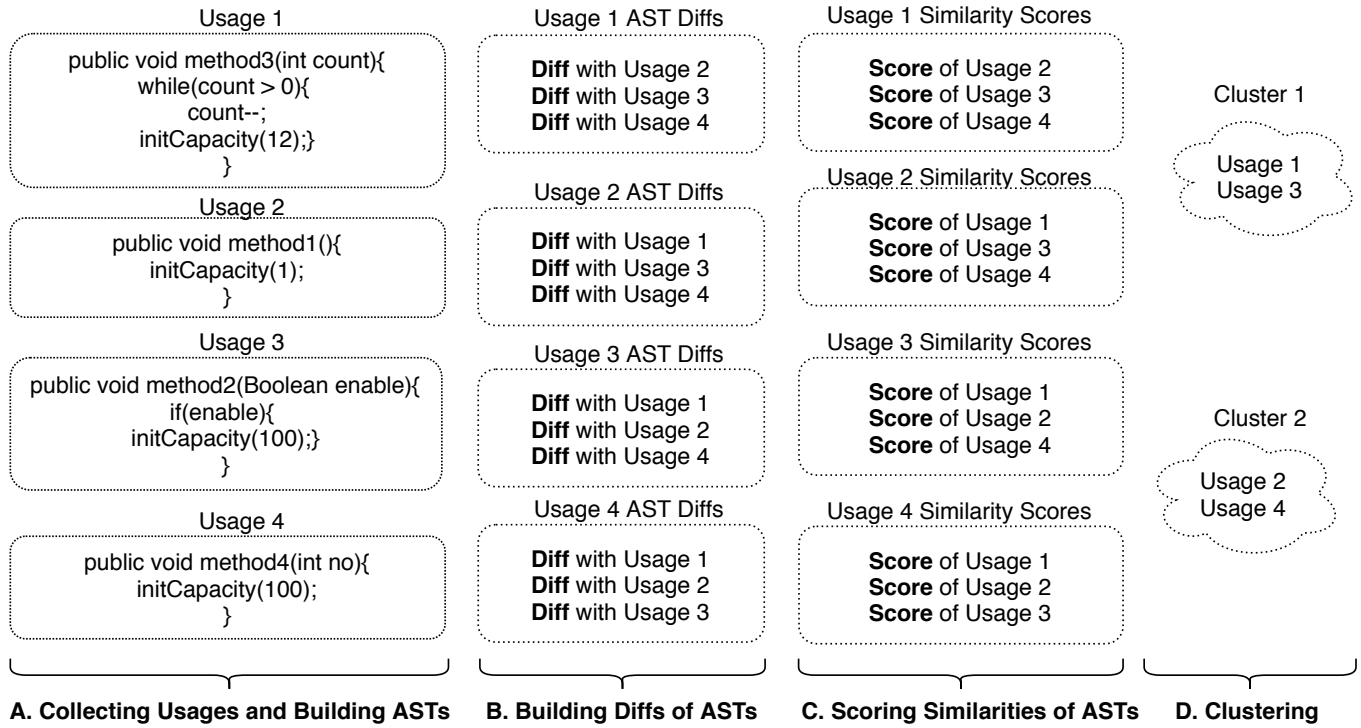 Usage 1
public void method3(int count){
while(count > 0){
count--;
initCapacity(12);}
}
Usage 2
public void method1(){
initCapacity(1);
}
Usage 3
public void method2(Boolean enable){
if(enable){
initCapacity(100);}
}
Usage 4
public void method4(int no){
initCapacity(100);
}
A. Collecting Usages and Building ASTs
Usage 1 AST Diffs
Diff with Usage 2
Diff with Usage 3
Diff with Usage 4
Usage 2 AST Diffs
Diff with Usage 1
Diff with Usage 3
Diff with Usage 4
Usage 3 AST Diffs
Diff with Usage 1
Diff with Usage 2
Diff with Usage 4
Usage 4 AST Diffs
Diff with Usage 1
Diff with Usage 2
Diff with Usage 3
B. Building Diffs of ASTs
Usage 1 Similarity Scores
Score of Usage 2
Score of Usage 3
Score of Usage 4
Usage 2 Similarity Scores
Score of Usage 1
Score of Usage 3
Score of Usage 4
Usage 3 Similarity Scores
Score of Usage 1
Score of Usage 2
Score of Usage 4
Usage 4 Similarity Scores
Score of Usage 1
Score of Usage 2
Score of Usage 3
C. Scoring Similarities of ASTs
Cluster 1
Usage 1
Usage 3
Cluster 2
Usage 2
Usage 4
D. Clustering